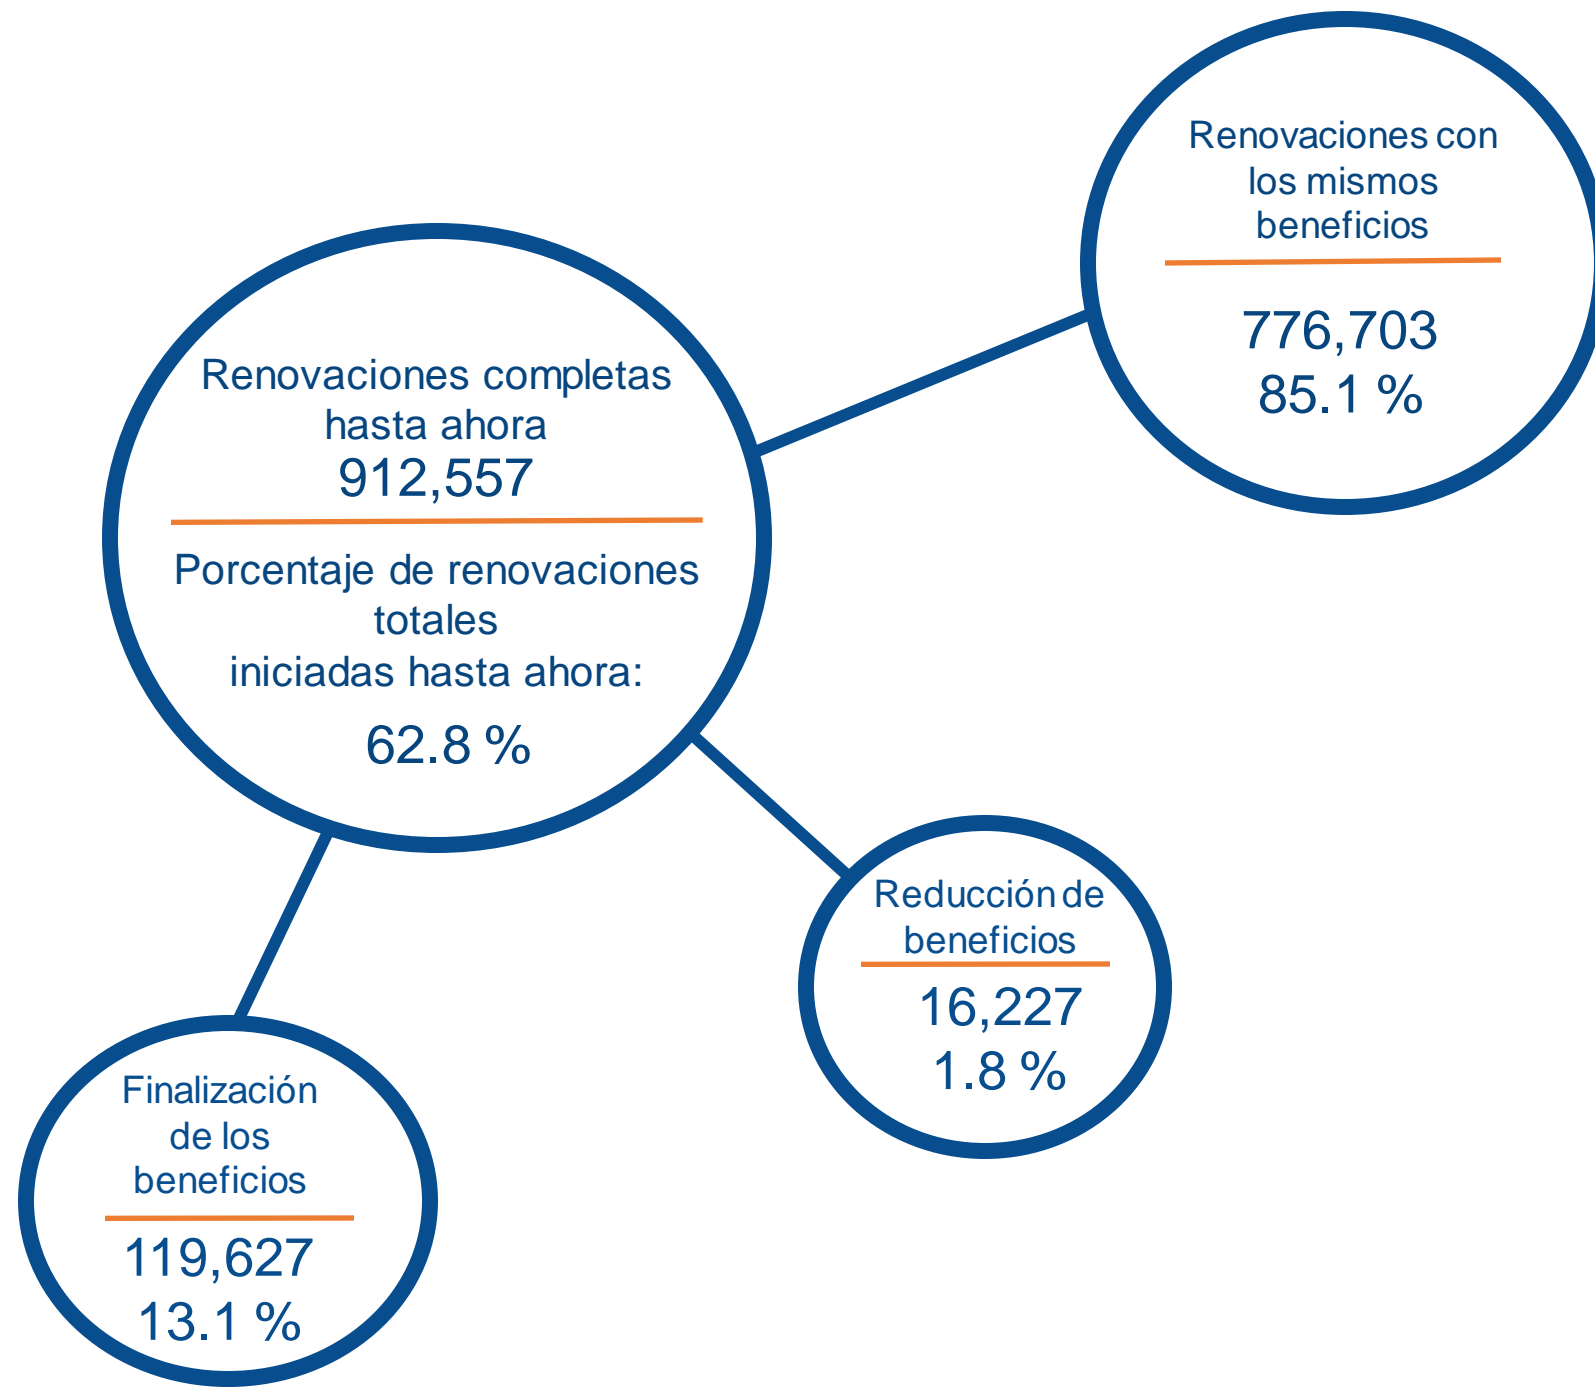 Renovaciones con
los mismos
beneficios
776,703
85.1 %
Renovaciones completas
hasta ahora
912,557
Porcentaje de renovaciones
totales
iniciadas hasta ahora:
62.8 %
Reducción de
beneficios
16,227
1.8 %
Finalización
de los
beneficios
119,627
13.1 %